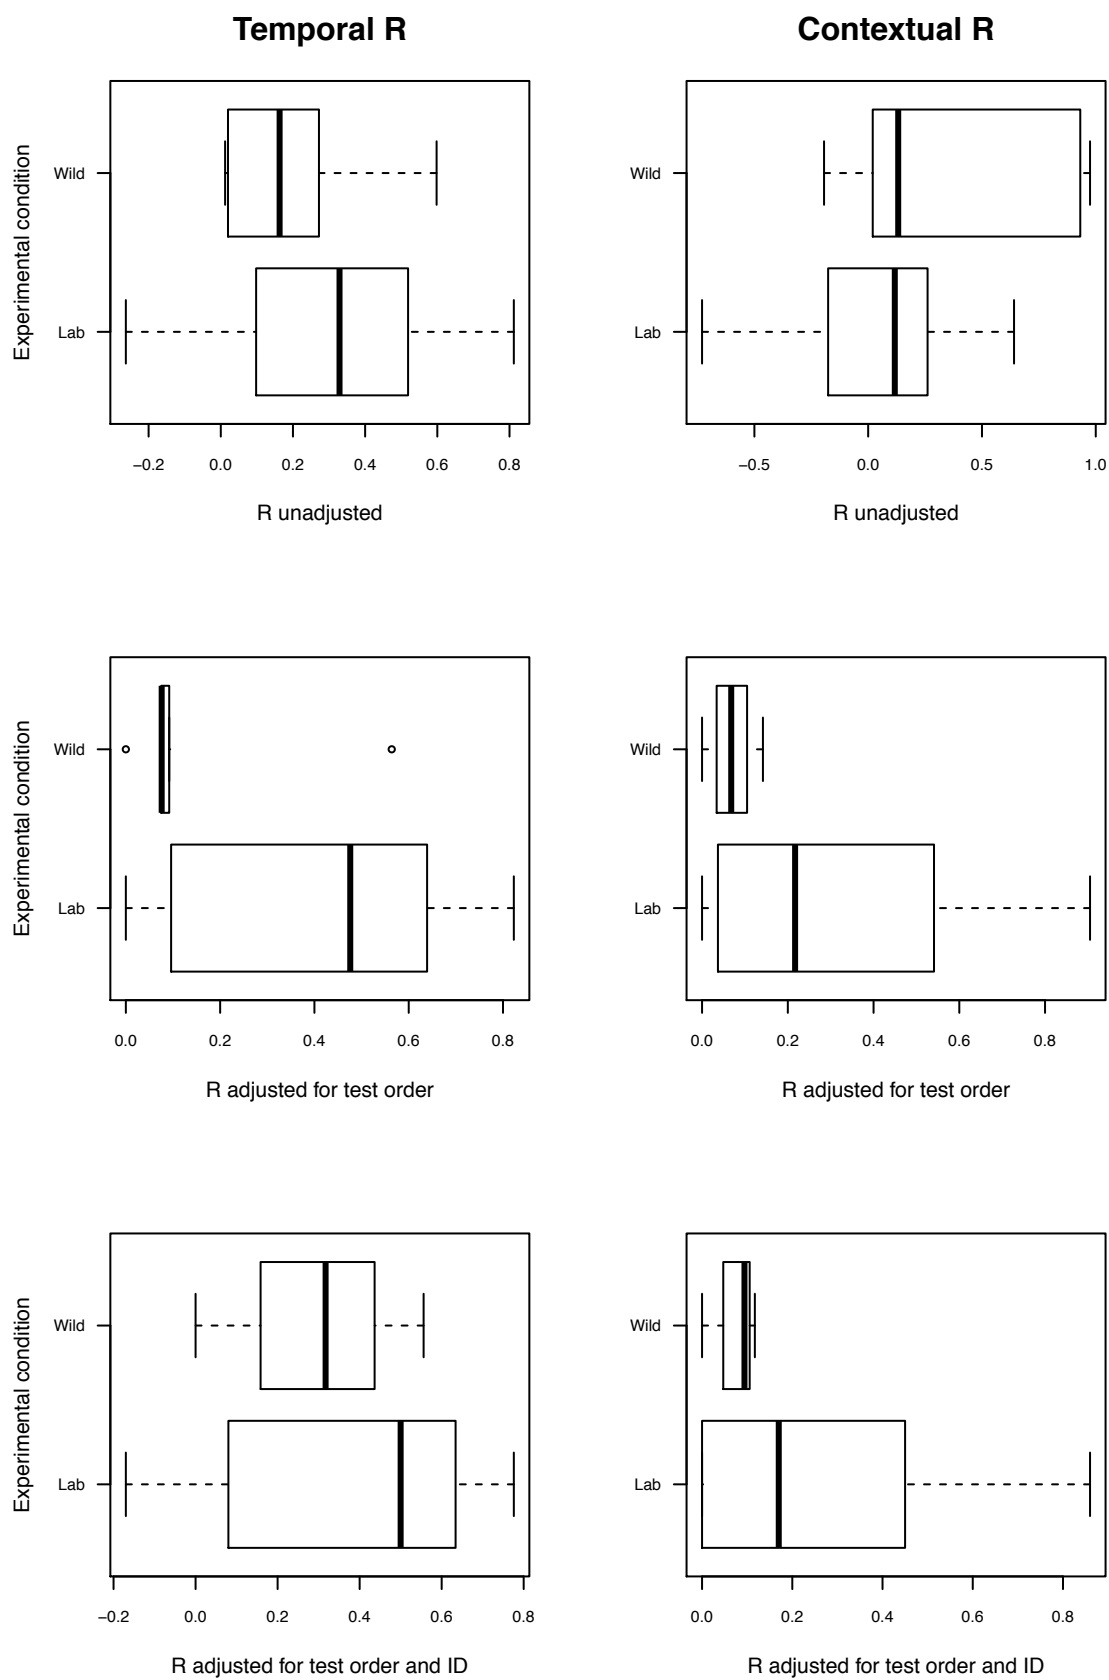 Temporal R
Contextual R
Experimental condition
Wild
Lab
−0.2 0.0 0.2 0.4 0.6 0.8
R unadjusted
Wild
Lab
−0.5 0.0 0.5 1.0
R unadjusted
Experimental condition
Wild
Lab
0.0 0.2 0.4 0.6 0.8
R adjusted for test order
Wild
Lab
0.0 0.2 0.4 0.6 0.8
R adjusted for test order
Experimental condition
Wild
Lab
−0.2 0.0 0.2 0.4 0.6 0.8
R adjusted for test order and ID
Wild
Lab
0.0 0.2 0.4 0.6 0.8
R adjusted for test order and ID